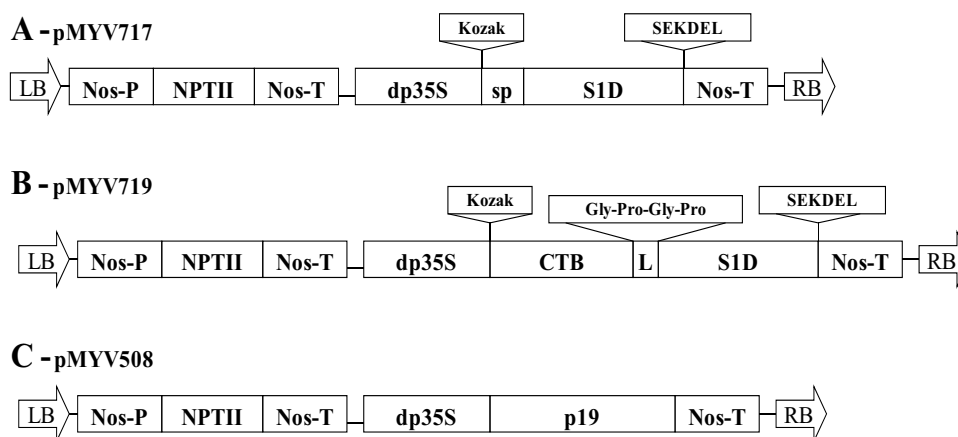 A - pMYV717
Kozak SEKDEL
LB Nos-P NPTII Nos-T dp35S sp S1D Nos-T RB
B - pMYV719
Kozak Gly-Pro-Gly-Pro SEKDEL
LB Nos-P NPTII Nos-T dp35S CTB L S1D Nos-T RB
C - pMYV508
LB Nos-P NPTII Nos-T dp35S p19 Nos-T RB